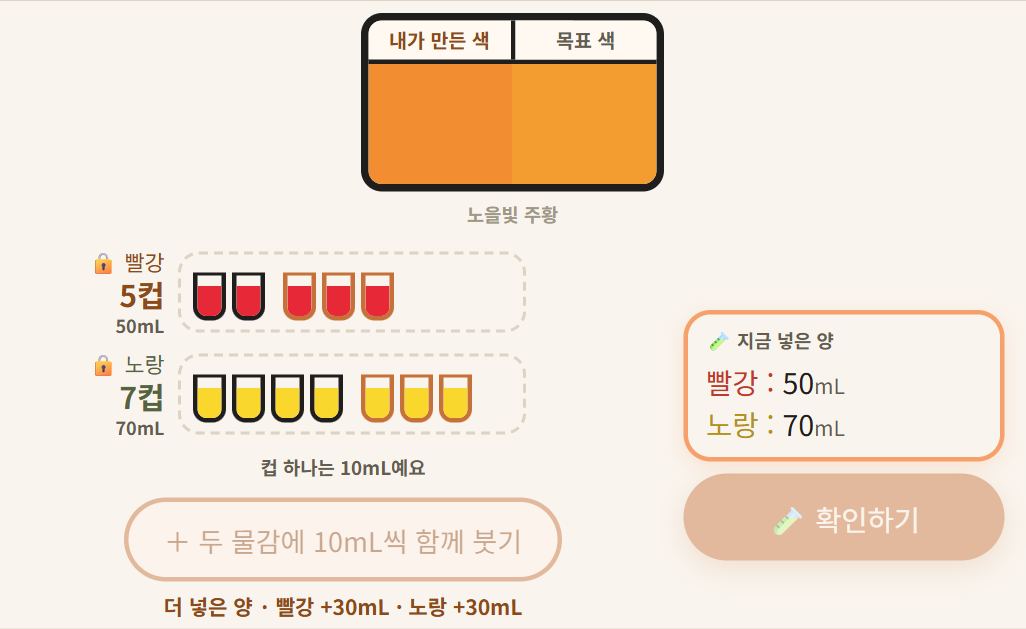 내가 만든 색
목표 색
노을빛 주황
빨강
5컵
50mL
노랑
7컵
70mL
컵 하나는 10mL예요
+ 두 물감에 10mL씩 함께 붓기
더 넣은 양 · 빨강 +30mL · 노랑 +30mL
지금 넣은 양
빨강 : 50mL
노랑 : 70mL
확인하기